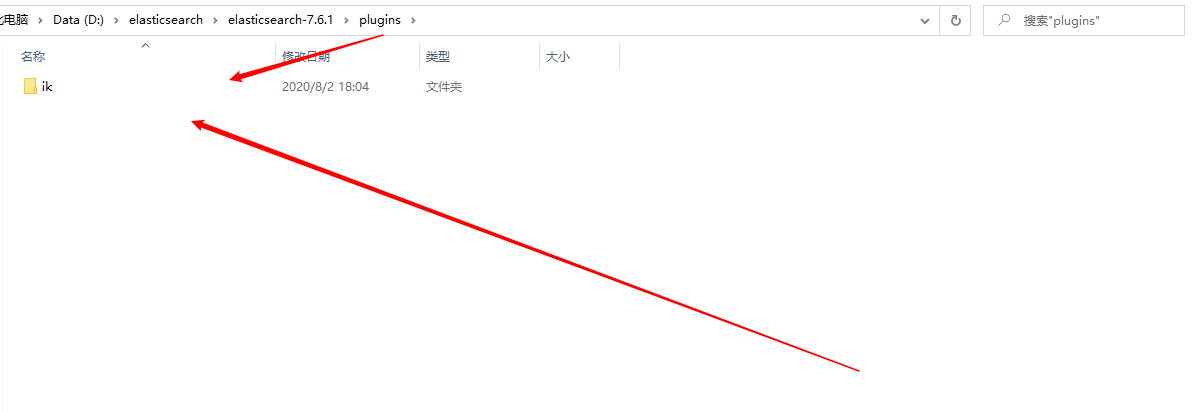 电脑 › Data (D:) › elasticsearch › elasticsearch-7.6.1 › plugins › 搜索"plugins"
名称 修改日期 类型 大小
ik 2020/8/2 18:04 文件夹